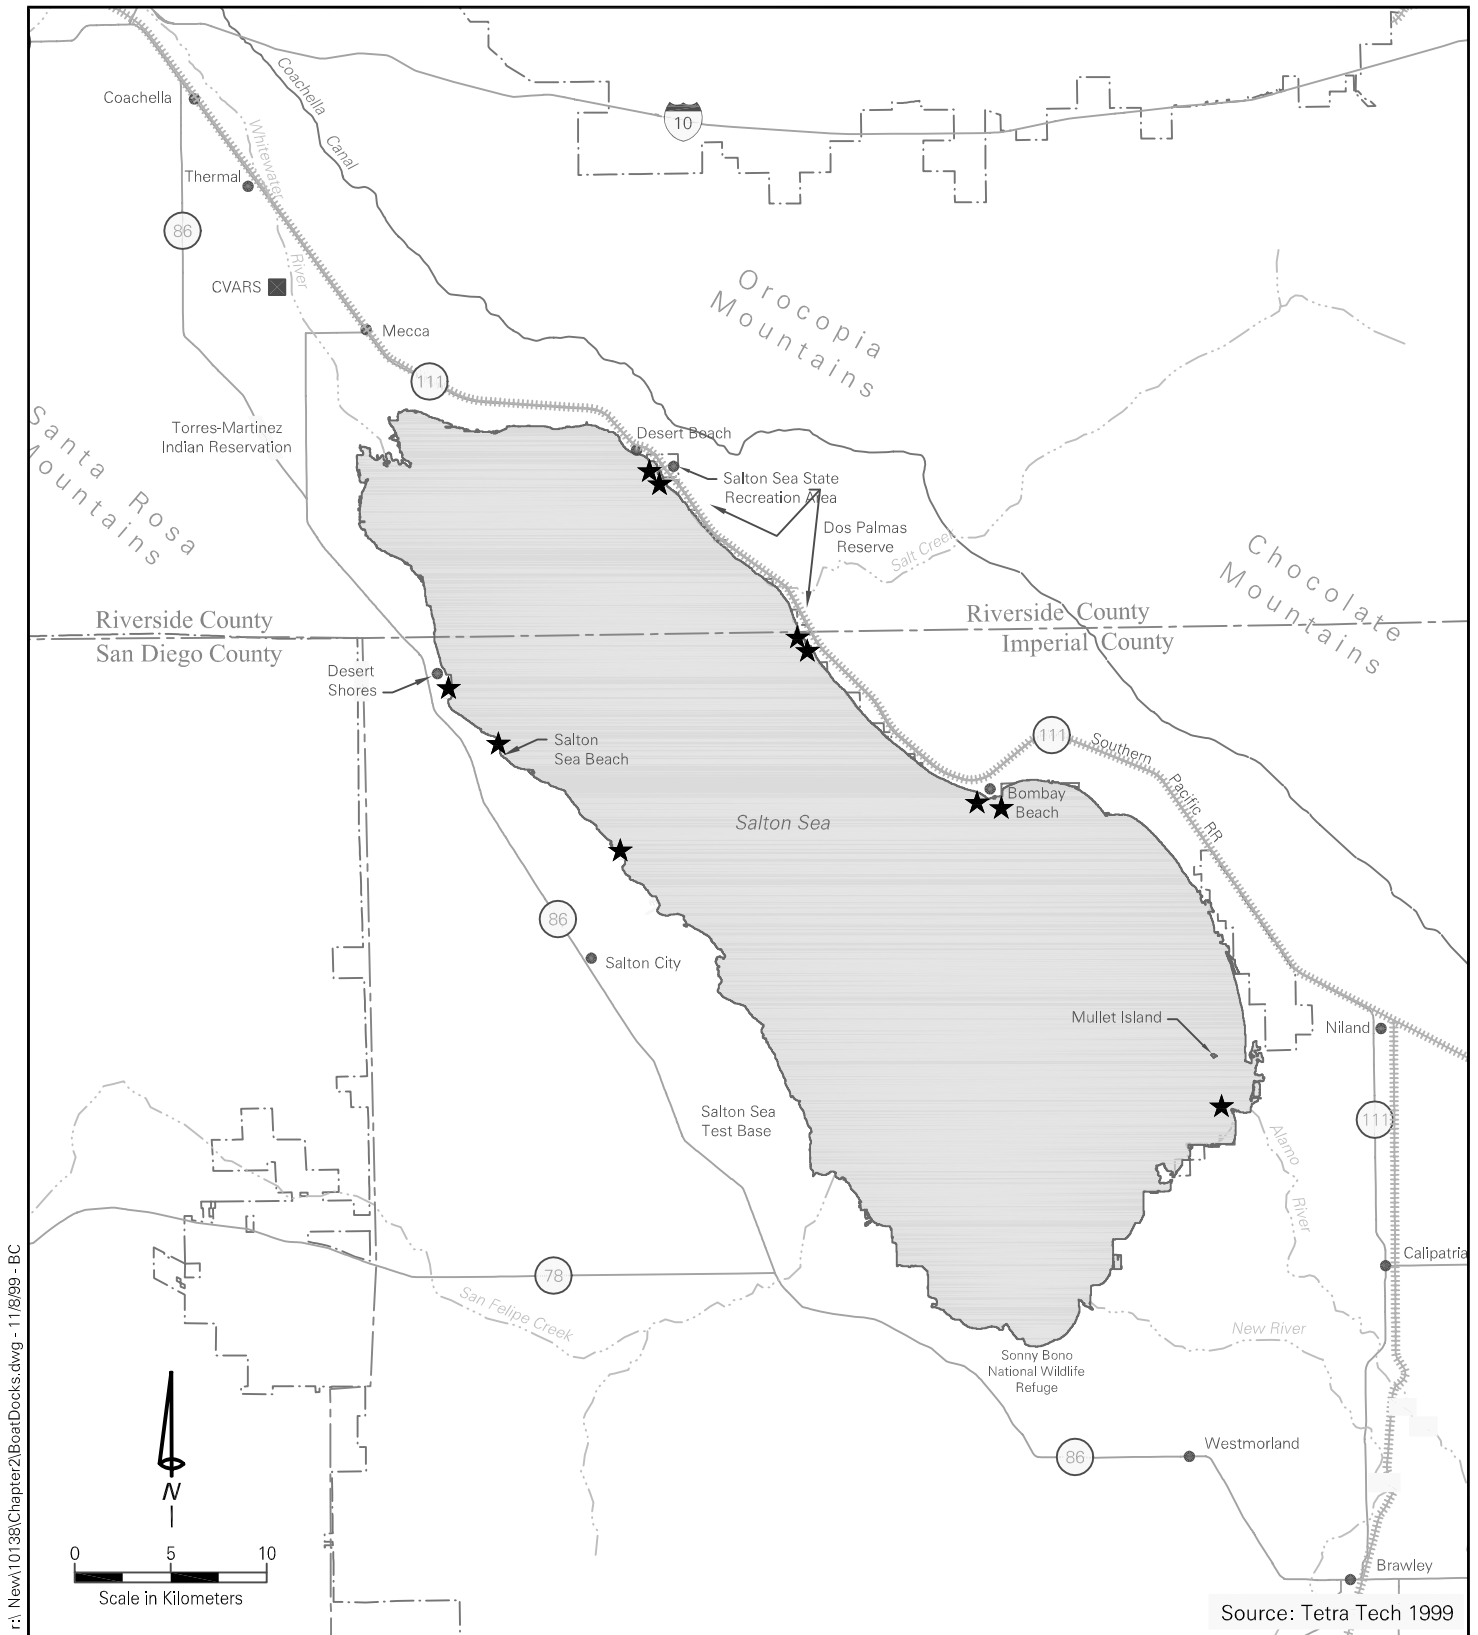 Coachella
Coachella
Canal
Whitewater
River
10
Thermal
86
CVARS
Mecca
111
Orocopia
Mountains
Santa Rosa
Mountains
Torres-Martinez
Indian Reservation
Desert Beach
Salton Sea State
Recreation Area
Dos Palmas
Reserve
Salt Creek
Chocolate
Mountains
Riverside County
San Diego County
Riverside County
Imperial County
Desert
Shores
Salton
Sea Beach
111
Southern
Pacific RR
Bombay
Beach
Salton Sea
86
Salton City
Mullet Island
Niland
Salton Sea
Test Base
111
Alamo
River
Calipatria
78
San Felipe Creek
New River
Sonny Bono
National Wildlife
Refuge
Westmorland
86
Brawley
N
0 5 10
Scale in Kilometers
Source: Tetra Tech 1999
r:\ New\10138\Chapter2\BoatDocks.dwg - 11/8/99 - BC